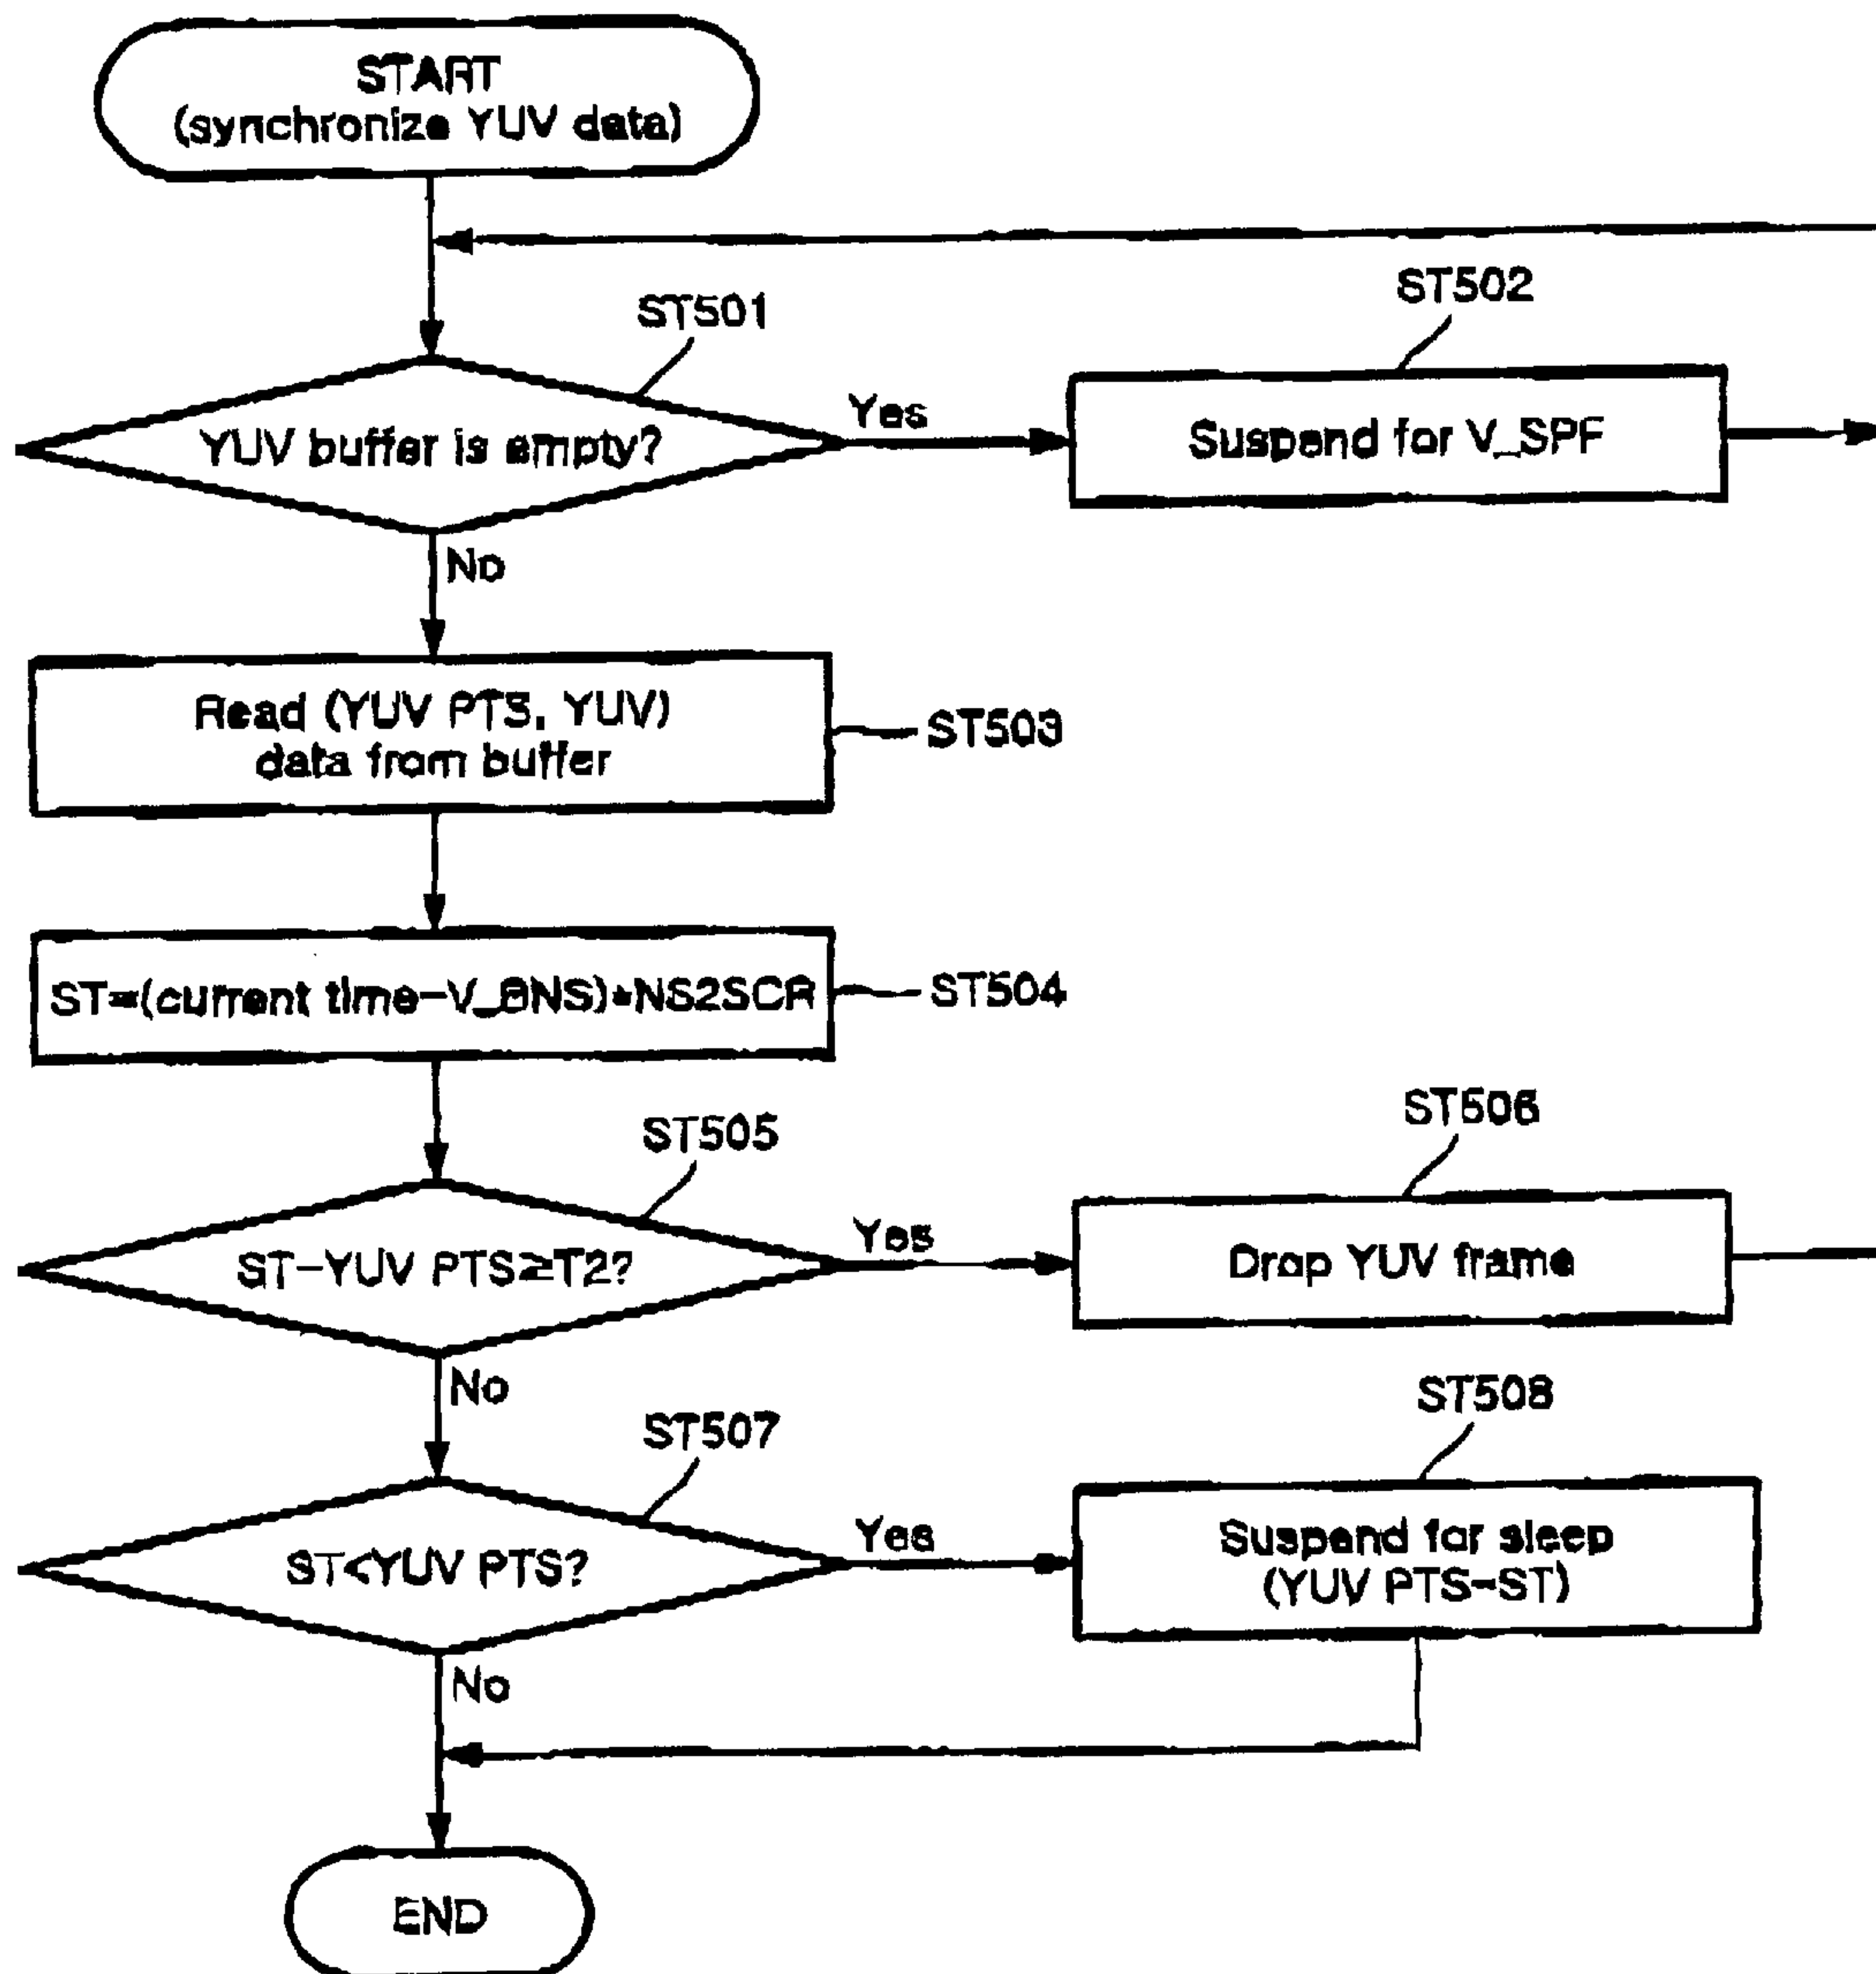 START
(synchronize YUV data)
ST501
ST502
YUV buffer is empty?
Yes
Suspend for V_SPF
No
Read (YUV PTS, YUV)
data from buffer
ST503
ST=(current time-V_BNS)*NS2SCR
ST504
ST505
ST506
ST-YUV PTS≥T2?
Yes
Drop YUV frame
No
ST507
ST508
ST<YUV PTS?
Yes
Suspend for sleep
(YUV PTS-ST)
No
END